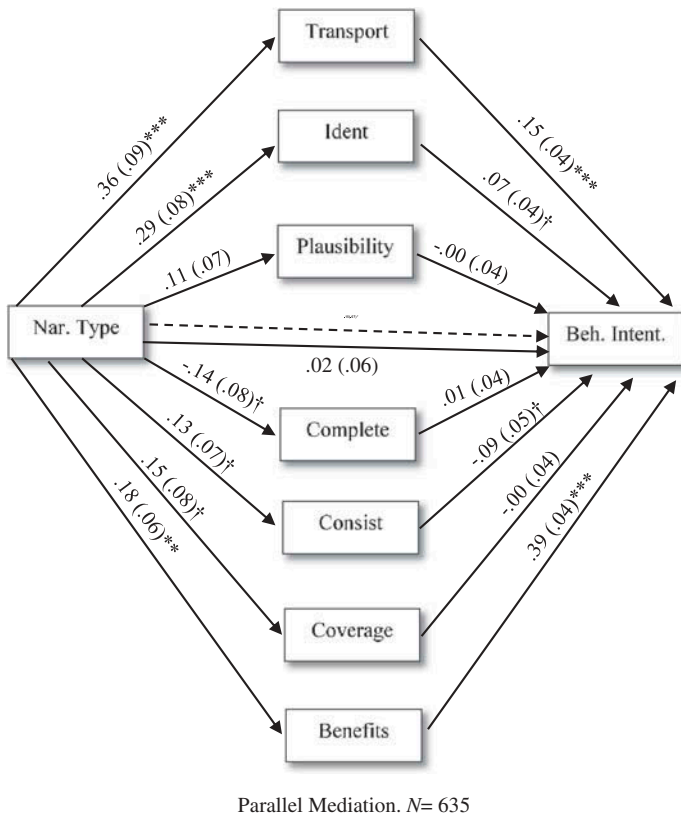 Transport
.36 (.09)***
.15 (.04)***
Ident
.29 (.08)***
.07 (.04)†
Plausibility
.11 (.07)
-.00 (.04)
Nar. Type
Beh. Intent.
.02 (.06)
-.14 (.08)†
.01 (.04)
Complete
.13 (.07)†
-.09 (.05)†
Consist
.15 (.08)†
-.00 (.04)
Coverage
.18 (.06)**
.39 (.04)***
Benefits
Parallel Mediation. N= 635